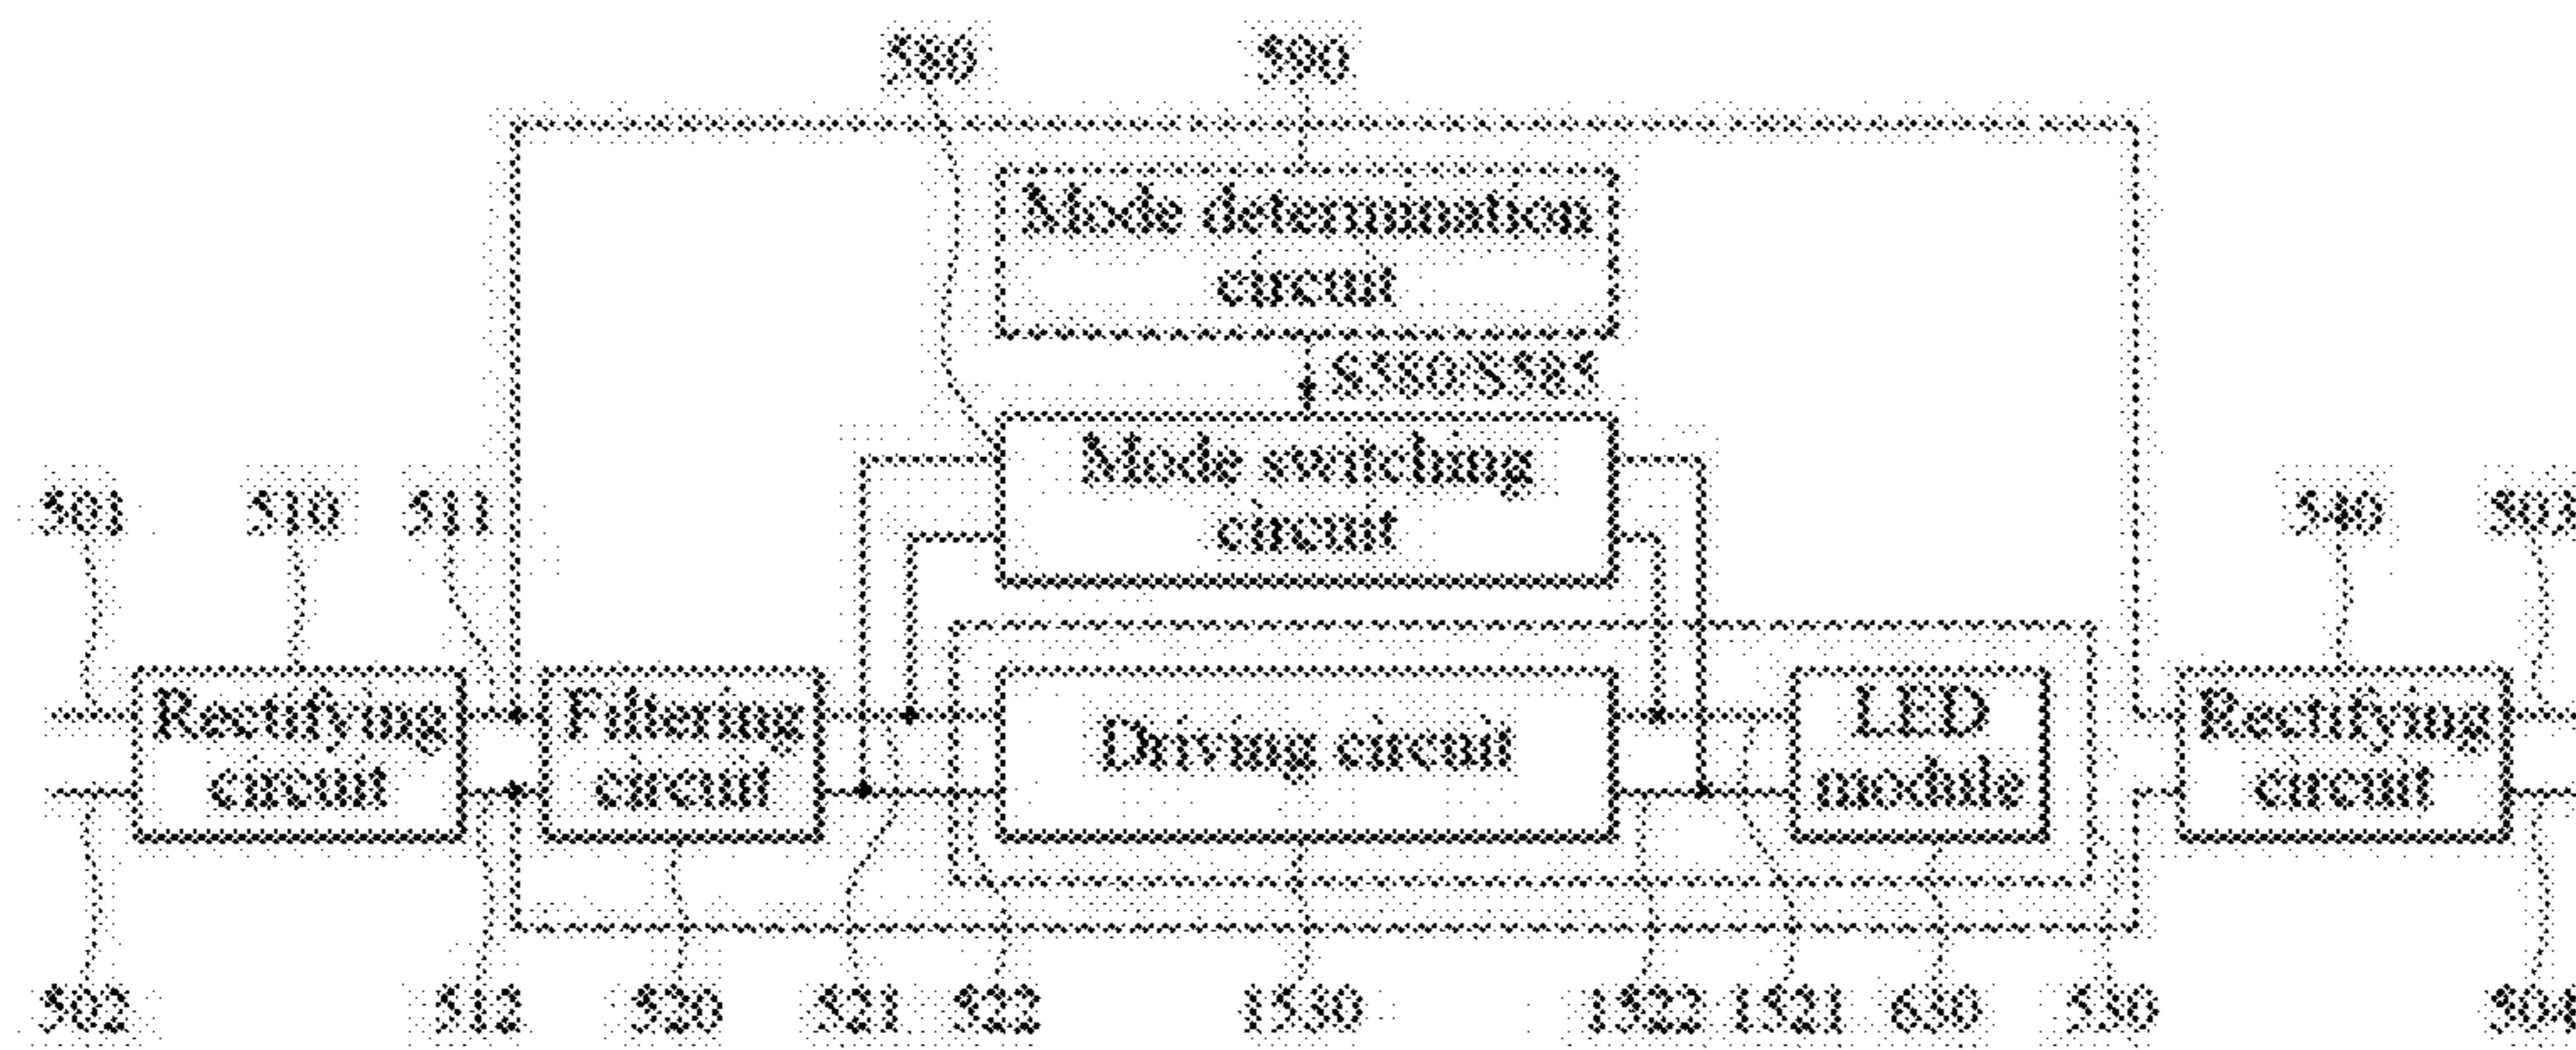 580 590
Mode determination
circuit
S580/S585
Mode switching
circuit
501 510 511 540 503
Rectifying
circuit
Filtering
circuit
Driving circuit
LED
module
Rectifying
circuit
502 512 520 521 522 1530 1522 1521 630 530 504